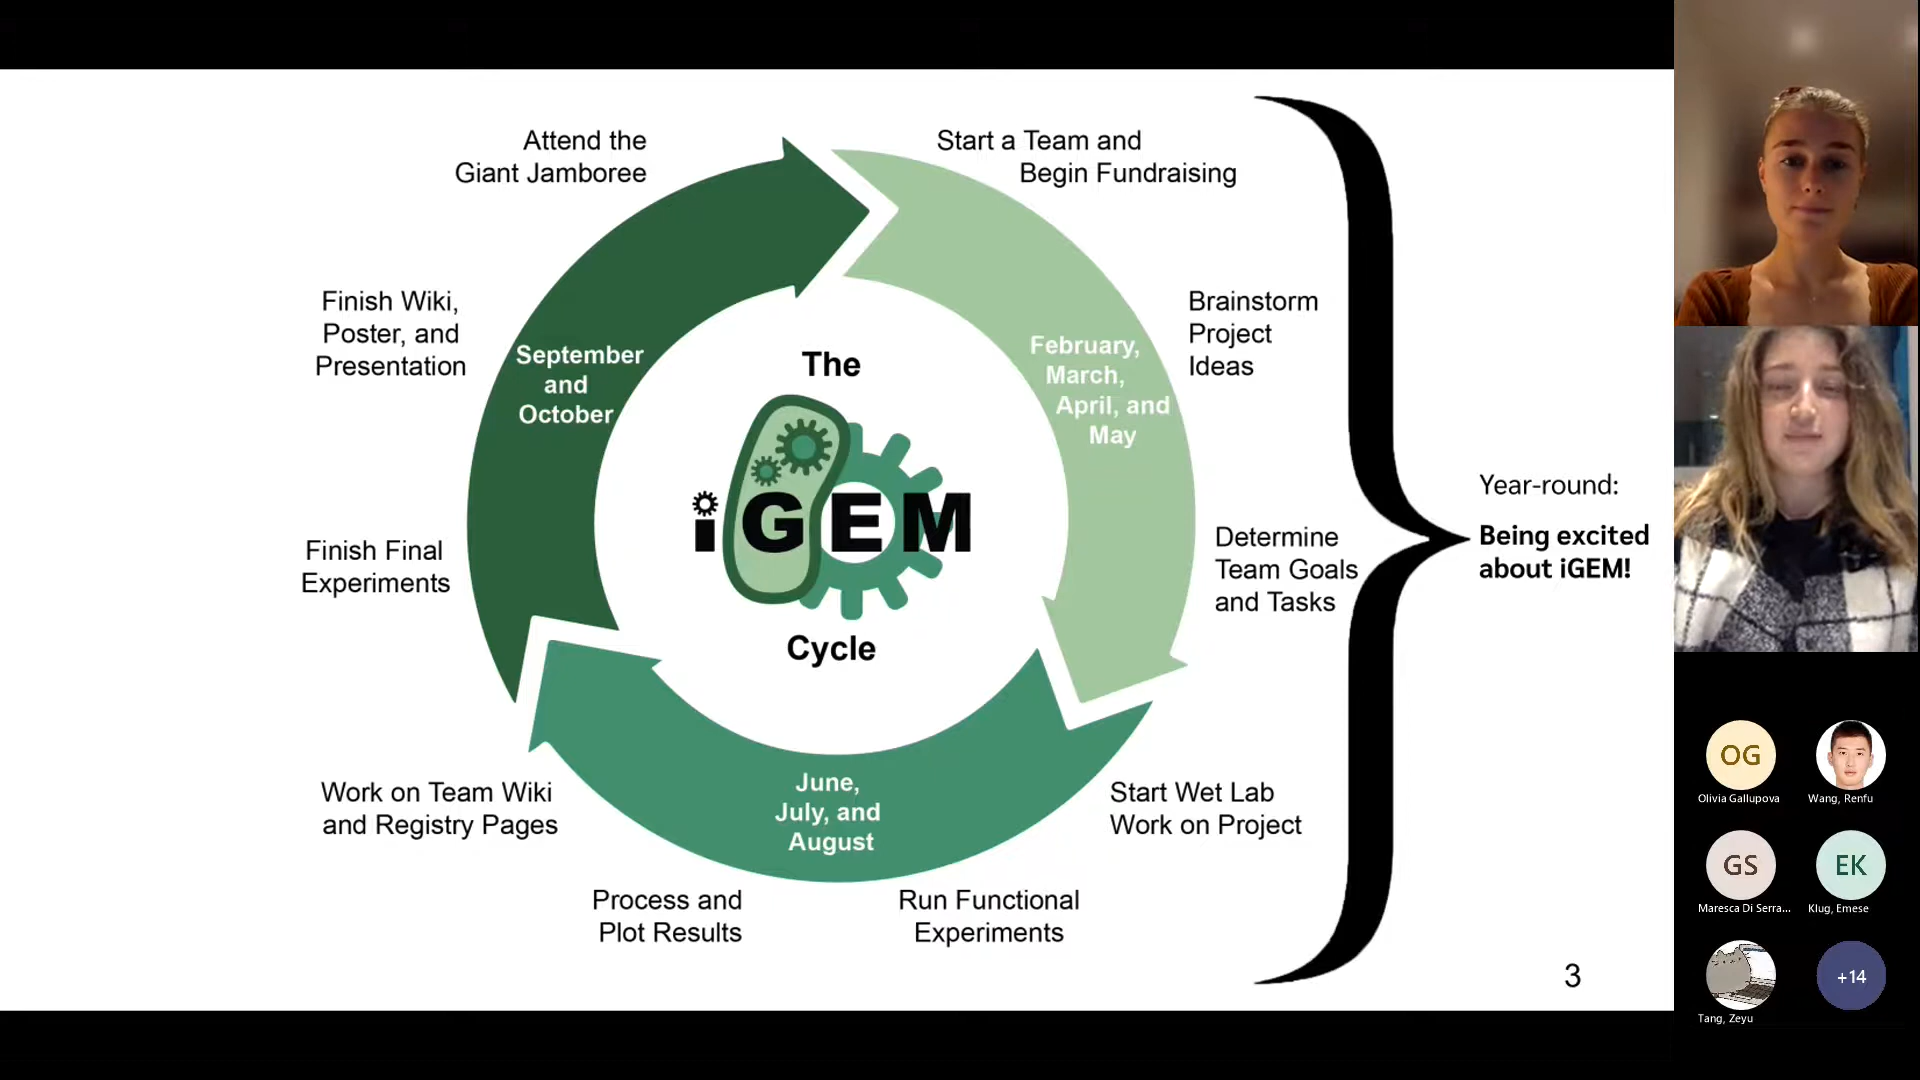 Attend the
Giant Jamboree
Start a Team and
Begin Fundraising
Finish Wiki,
Poster, and
Presentation
September
and
October
The
iGEM
Cycle
February,
March,
April, and
May
Brainstorm
Project
Ideas
Finish Final
Experiments
Determine
Team Goals
and Tasks
Year-round:
Being excited
about iGEM!
Work on Team Wiki
and Registry Pages
June,
July, and
August
Start Wet Lab
Work on Project
Process and
Plot Results
Run Functional
Experiments
3
OG
Olivia Gallupova
Wang, Renfu
GS
Maresca Di Serra...
EK
Klug, Emese
Tang, Zeyu
+14